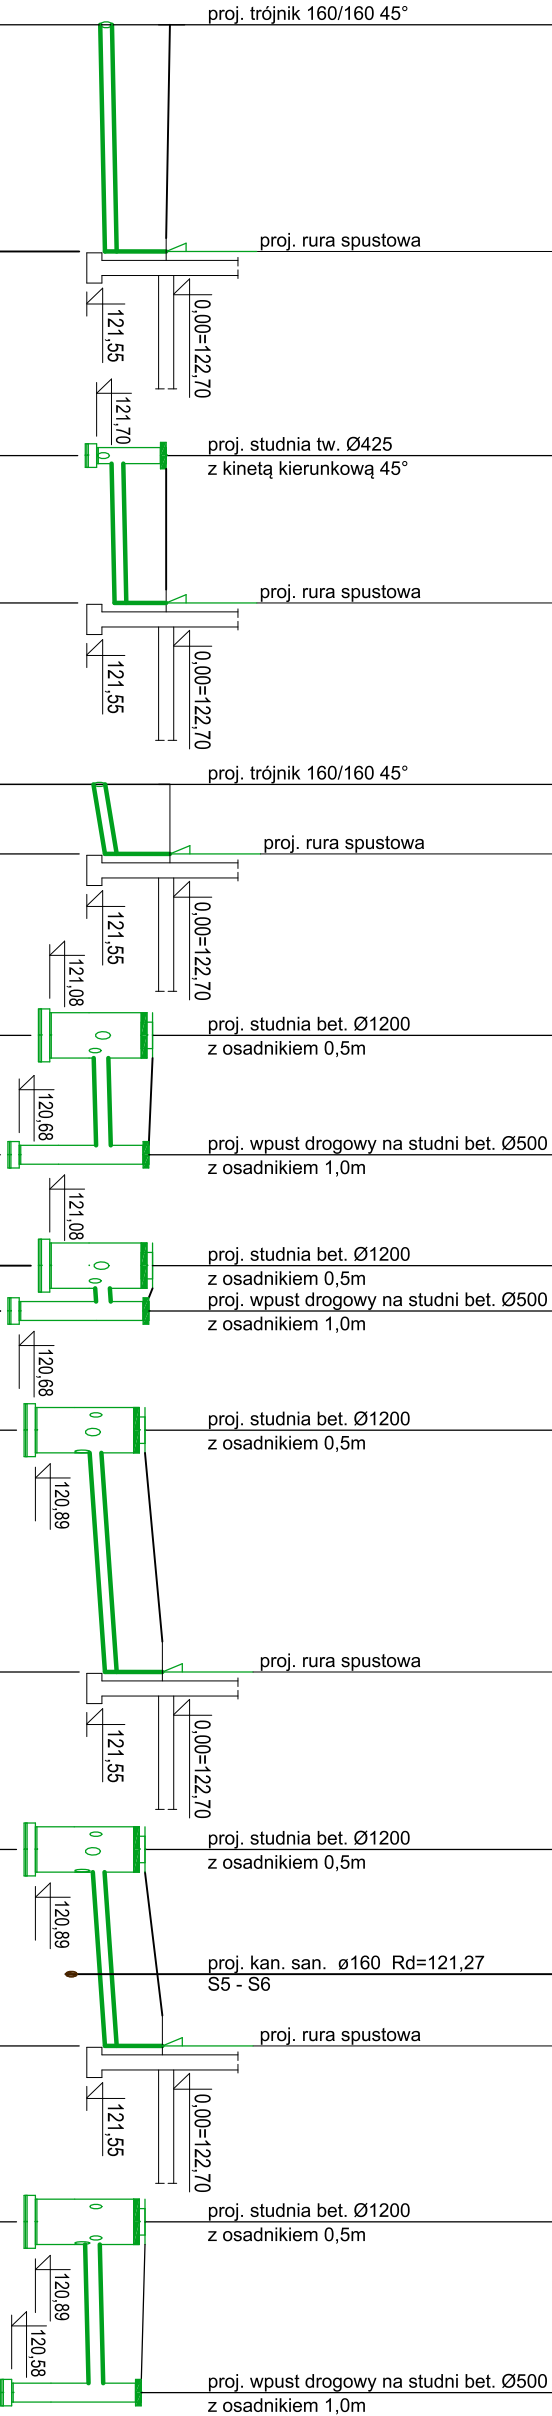 proj. trójnik 160/160 45°
proj. rura spustowa
121,55
0,00=122,70
121,70
proj. studnia tw. Ø425
z kinetą kierunkową 45°
proj. rura spustowa
121,55
0,00=122,70
proj. trójnik 160/160 45°
proj. rura spustowa
121,55
0,00=122,70
121,08
proj. studnia bet. Ø1200
z osadnikiem 0,5m
120,68
proj. wpust drogowy na studni bet. Ø500
z osadnikiem 1,0m
121,08
proj. studnia bet. Ø1200
z osadnikiem 0,5m
proj. wpust drogowy na studni bet. Ø500
z osadnikiem 1,0m
120,68
proj. studnia bet. Ø1200
z osadnikiem 0,5m
120,89
proj. rura spustowa
121,55
0,00=122,70
proj. studnia bet. Ø1200
z osadnikiem 0,5m
120,89
proj. kan. san. ø160 Rd=121,27
S5 - S6
proj. rura spustowa
121,55
0,00=122,70
proj. studnia bet. Ø1200
z osadnikiem 0,5m
120,89
120,58
proj. wpust drogowy na studni bet. Ø500
z osadnikiem 1,0m